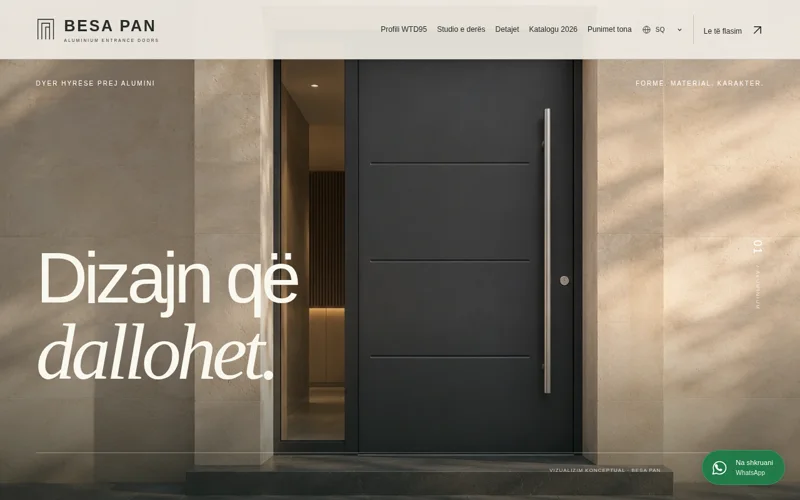 BESA PAN
ALUMINIUM ENTRANCE DOORS
Profili WTD95
Studio e derës
Detajet
Katalogu 2026
Punimet tona
SQ
Le të flasim
DYER HYRËSE PREJ ALUMINI
FORMË. MATERIAL. KARAKTER.
Dizajn që
dallohet.
01
VIZUALIZIM KONCEPTUAL · BESA PAN
Na shkruani
WhatsApp